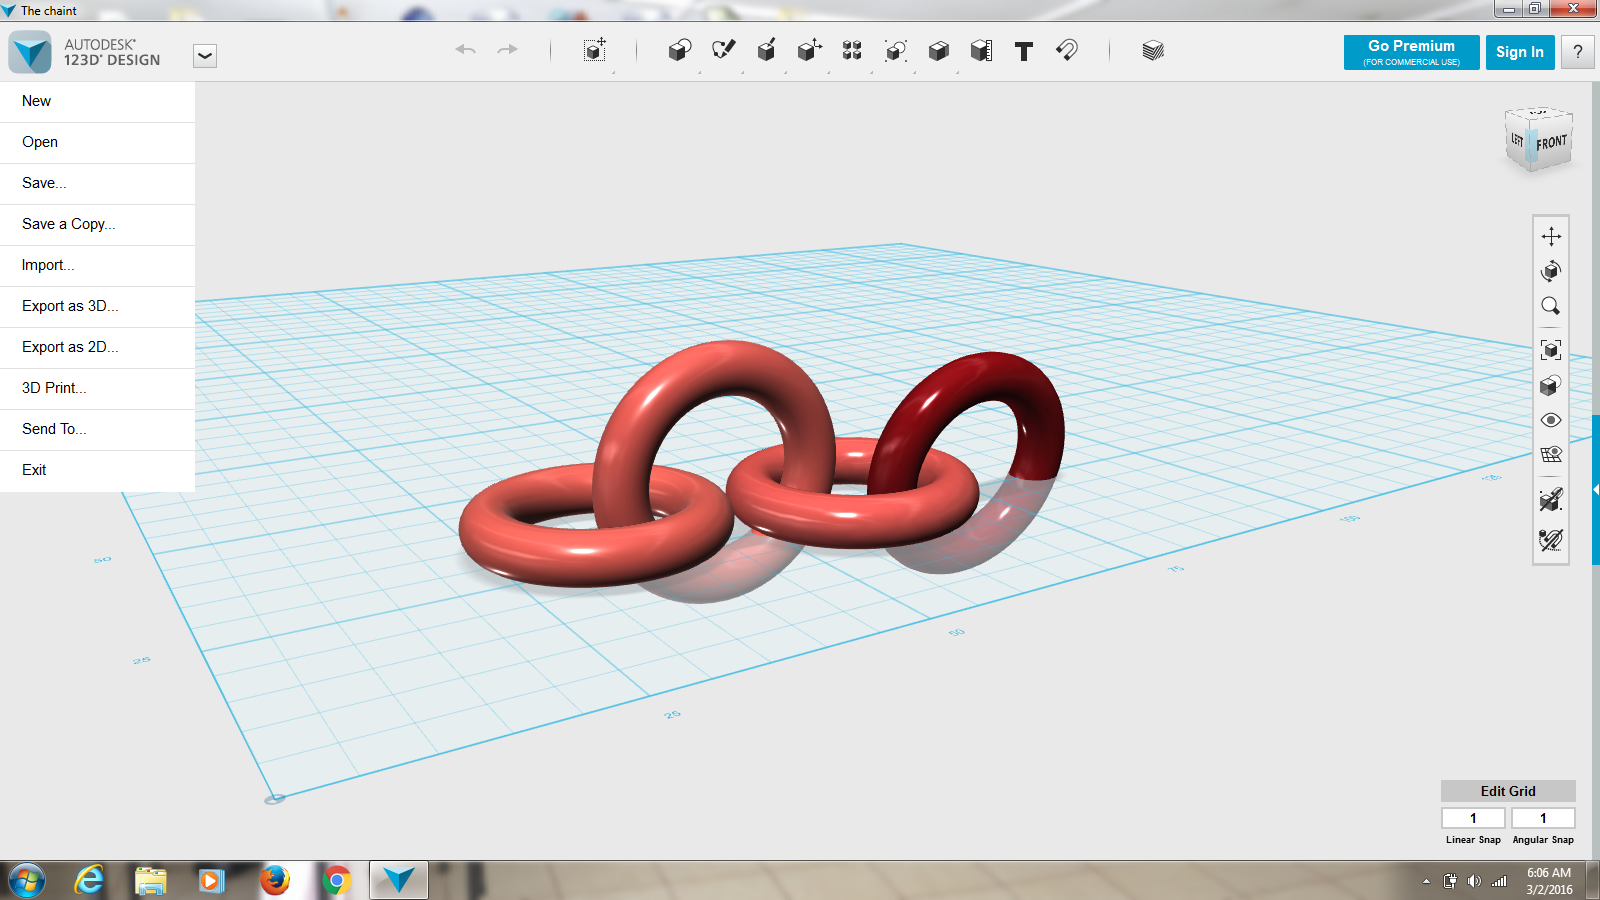 The chaint
AUTODESK®
123D® DESIGN
Go Premium
(FOR COMMERCIAL USE)
Sign In
?
New
Open
Save...
Save a Copy...
Import...
Export as 3D...
Export as 2D...
3D Print...
Send To...
Exit
LEFT
FRONT
T
50
25
25
50
75
100
Edit Grid
1
1
Linear Snap
Angular Snap
6:06 AM
3/2/2016